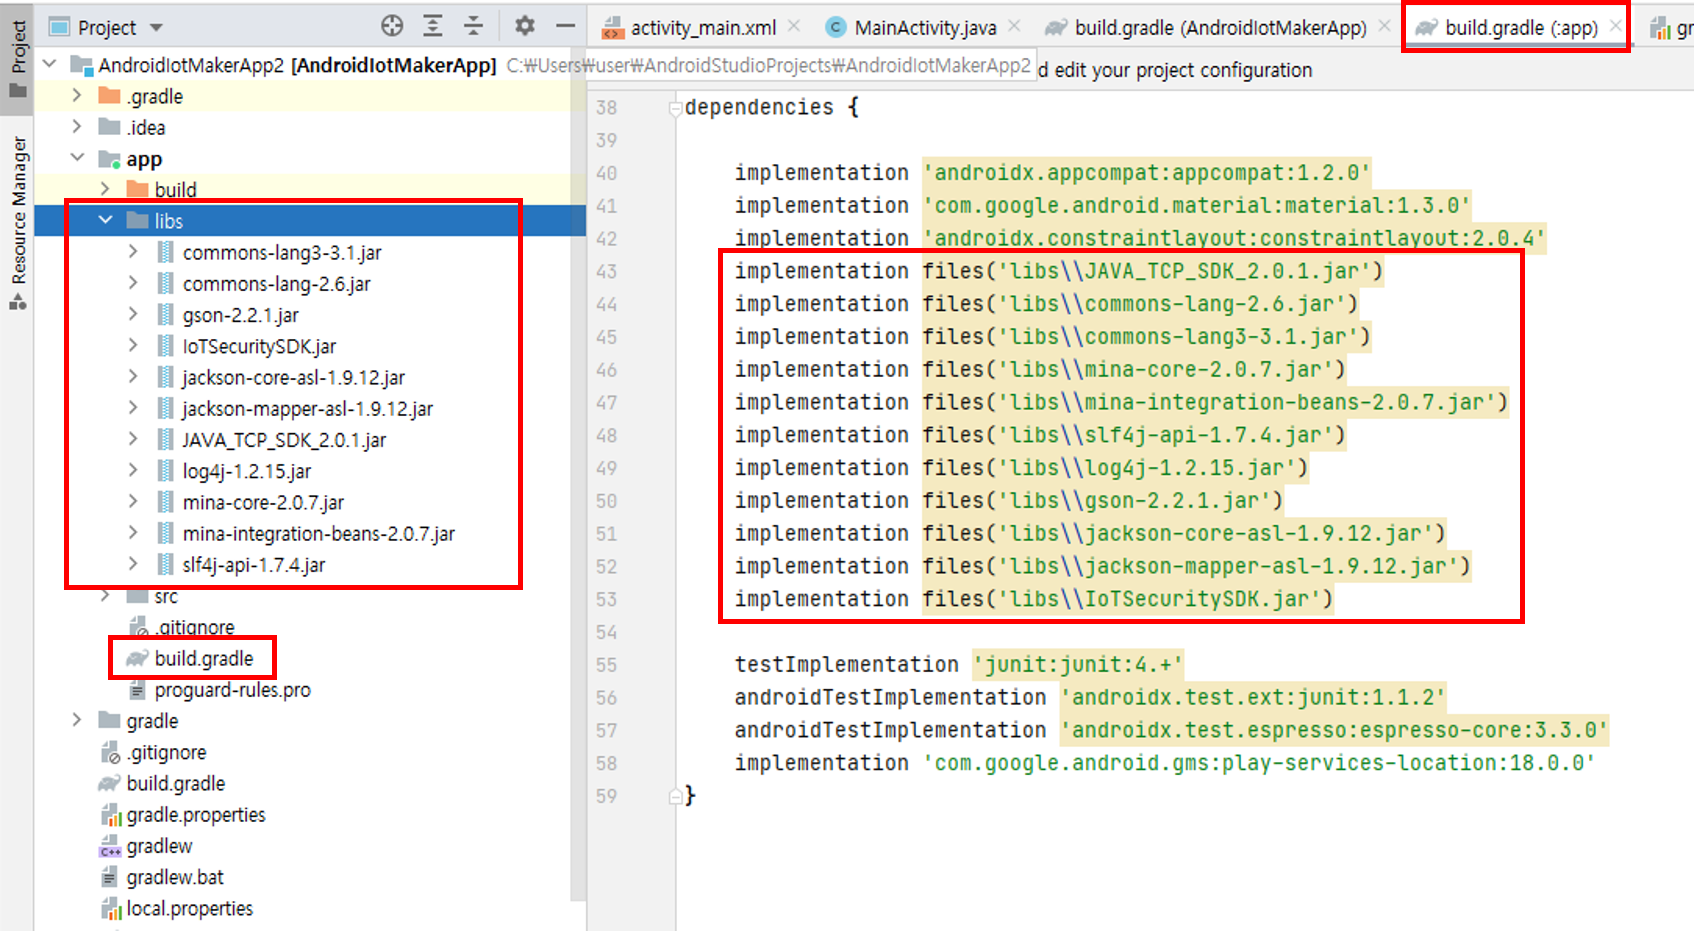 Project
Resource Manager
Project
activity_main.xml
MainActivity.java
build.gradle (AndroidIotMakerApp)
build.gradle (:app)
gr
AndroidIotMakerApp2 [AndroidIotMakerApp] C:₩Users₩user₩AndroidStudioProjects₩AndroidIotMakerApp2
d edit your project configuration
.gradle
.idea
app
build
libs
commons-lang3-3.1.jar
commons-lang-2.6.jar
gson-2.2.1.jar
IoTSecuritySDK.jar
jackson-core-asl-1.9.12.jar
jackson-mapper-asl-1.9.12.jar
JAVA_TCP_SDK_2.0.1.jar
log4j-1.2.15.jar
mina-core-2.0.7.jar
mina-integration-beans-2.0.7.jar
slf4j-api-1.7.4.jar
src
.gitignore
build.gradle
proguard-rules.pro
gradle
.gitignore
build.gradle
gradle.properties
C++ gradlew
gradlew.bat
local.properties
38 dependencies {
39
40 implementation 'androidx.appcompat:appcompat:1.2.0'
41 implementation 'com.google.android.material:material:1.3.0'
42 implementation 'androidx.constraintlayout:constraintlayout:2.0.4'
43 implementation files('libs\\JAVA_TCP_SDK_2.0.1.jar')
44 implementation files('libs\\commons-lang-2.6.jar')
45 implementation files('libs\\commons-lang3-3.1.jar')
46 implementation files('libs\\mina-core-2.0.7.jar')
47 implementation files('libs\\mina-integration-beans-2.0.7.jar')
48 implementation files('libs\\slf4j-api-1.7.4.jar')
49 implementation files('libs\\log4j-1.2.15.jar')
50 implementation files('libs\\gson-2.2.1.jar')
51 implementation files('libs\\jackson-core-asl-1.9.12.jar')
52 implementation files('libs\\jackson-mapper-asl-1.9.12.jar')
53 implementation files('libs\\IoTSecuritySDK.jar')
54
55 testImplementation 'junit:junit:4.+'
56 androidTestImplementation 'androidx.test.ext:junit:1.1.2'
57 androidTestImplementation 'androidx.test.espresso:espresso-core:3.3.0'
58 implementation 'com.google.android.gms:play-services-location:18.0.0'
59 }